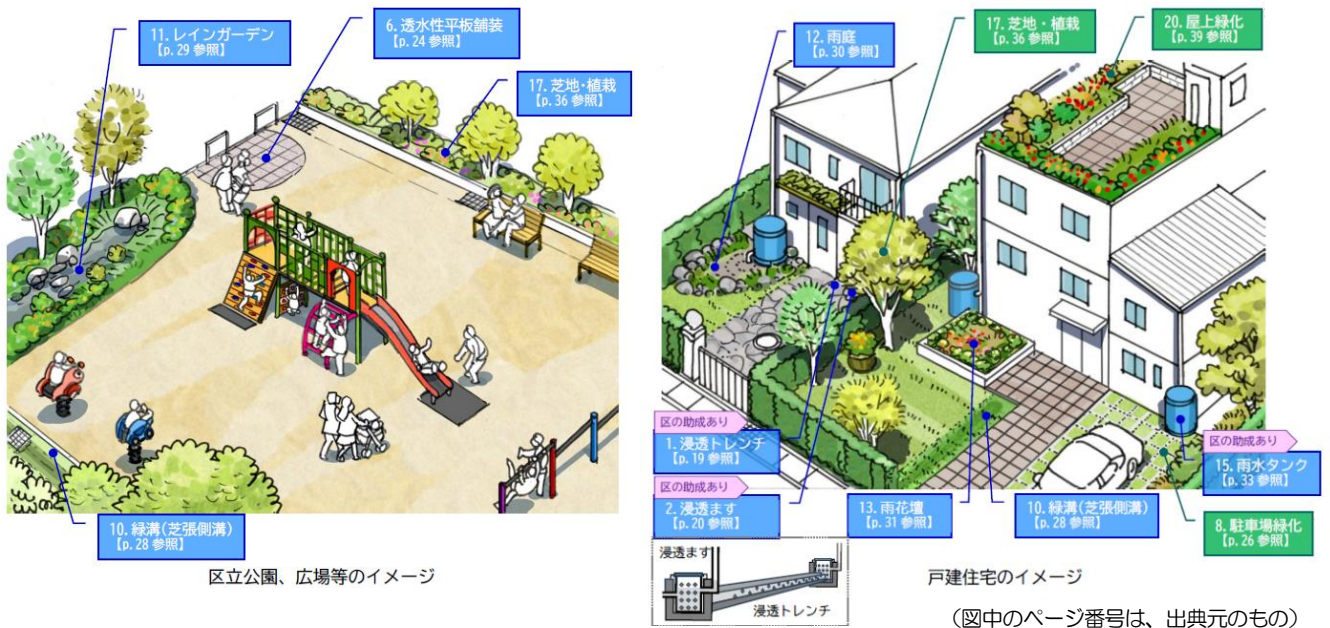 11. レインガーデン
【p. 29 参照】
6. 透水性平板舗装
【p. 24 参照】
17. 芝地・植栽
【p. 36 参照】
10. 緑溝(芝張側溝)
【p. 28 参照】
区立公園、広場等のイメージ
12. 雨庭
【p. 30 参照】
17. 芝地・植栽
【p. 36 参照】
20. 屋上緑化
【p. 39 参照】
区の助成あり
1. 浸透トレンチ
【p. 19 参照】
区の助成あり
2. 浸透ます
【p. 20 参照】
13. 雨花壇
【p. 31 参照】
10. 緑溝(芝張側溝)
【p. 28 参照】
区の助成あり
15. 雨水タンク
【p. 33 参照】
8. 駐車場緑化
【p. 26 参照】
浸透ます
浸透トレンチ
戸建住宅のイメージ
(図中のページ番号は、出典元のもの)